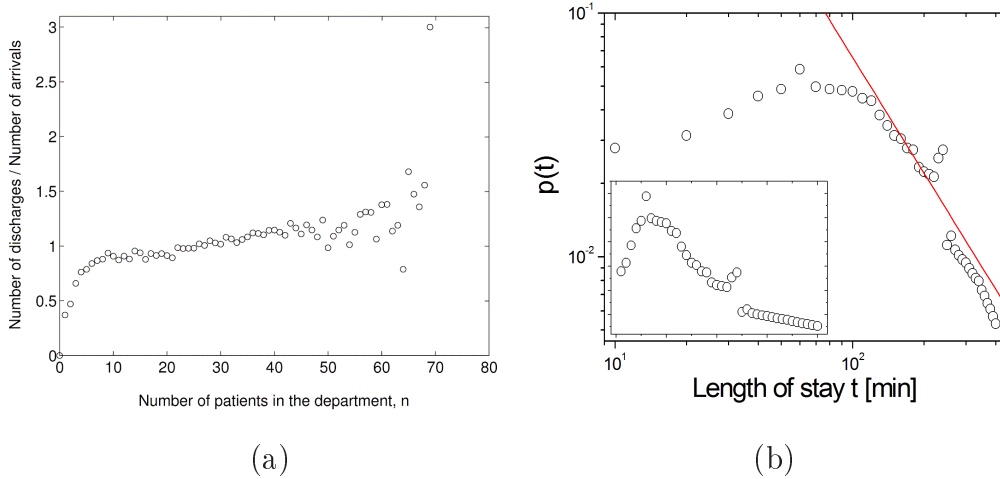 Number of discharges / Number of arrivals
3
2.5
2
1.5
1
0.5
0
0 10 20 30 40 50 60 70 80
Number of patients in the department, n
(a)
p(t)
10^-1
10^-2
10^1 10^2
Length of stay t [min]
(b)